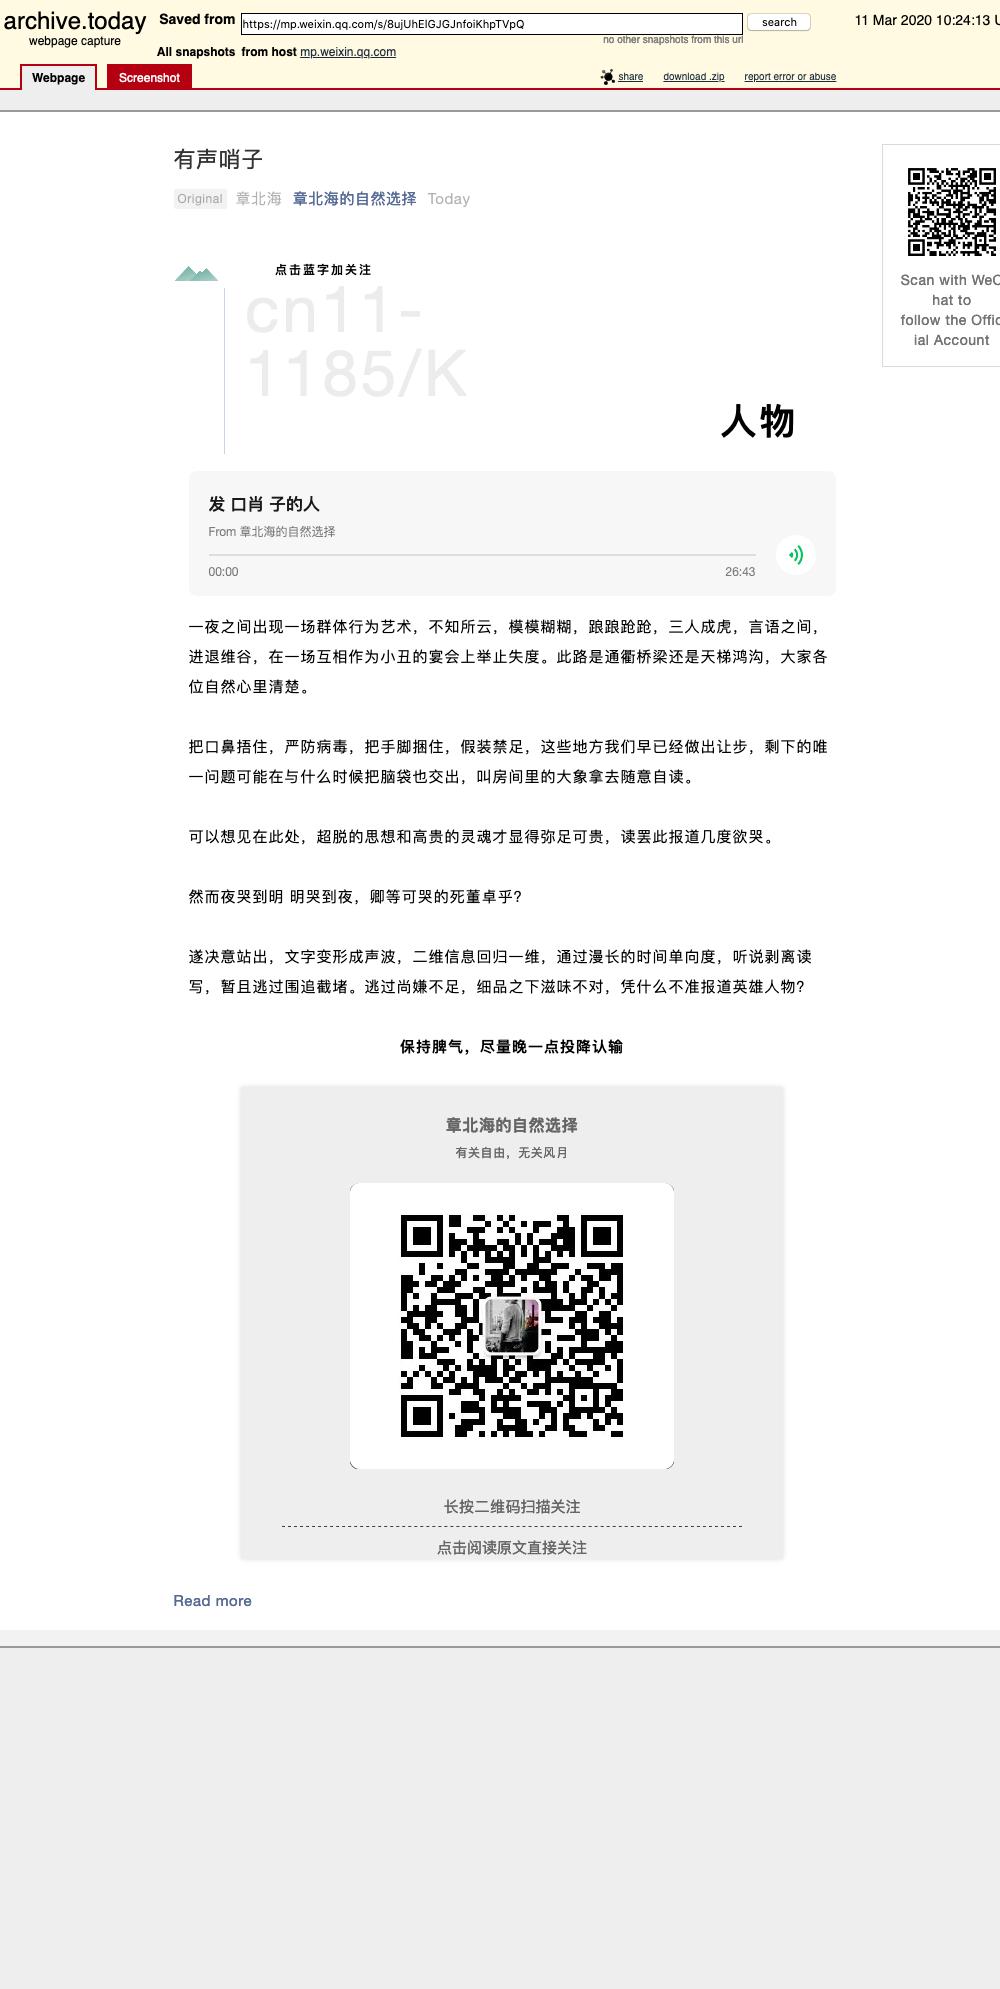 archive.today
webpage capture
Saved from https://mp.weixin.qq.com/s/8ujUhElGJGJnfoiKhpTVpQ search 11 Mar 2020 10:24:13 U
no other snapshots from this url
All snapshots from host mp.weixin.qq.com
Webpage Screenshot
share download .zip report error or abuse
有声哨子
Original 章北海 章北海的自然选择 Today
Scan with WeC
hat to
follow the Offic
ial Account
点击蓝字加关注
cn11-
1185/K
人物
发 口肖 子的人
From 章北海的自然选择
00:00 26:43
一夜之间出现一场群体行为艺术，不知所云，模模糊糊，踉踉跄跄，三人成虎，言语之间，
进退维谷，在一场互相作为小丑的宴会上举止失度。此路是通衢桥梁还是天梯鸿沟，大家各
位自然心里清楚。
把口鼻捂住，严防病毒，把手脚捆住，假装禁足，这些地方我们早已经做出让步，剩下的唯
一问题可能在与什么时候把脑袋也交出，叫房间里的大象拿去随意自读。
可以想见在此处，超脱的思想和高贵的灵魂才显得弥足可贵，读罢此报道几度欲哭。
然而夜哭到明 明哭到夜，卿等可哭的死董卓乎？
遂决意站出，文字变形成声波，二维信息回归一维，通过漫长的时间单向度，听说剥离读
写，暂且逃过围追截堵。逃过尚嫌不足，细品之下滋味不对，凭什么不准报道英雄人物？
保持脾气，尽量晚一点投降认输
章北海的自然选择
有关自由，无关风月
长按二维码扫描关注
点击阅读原文直接关注
Read more